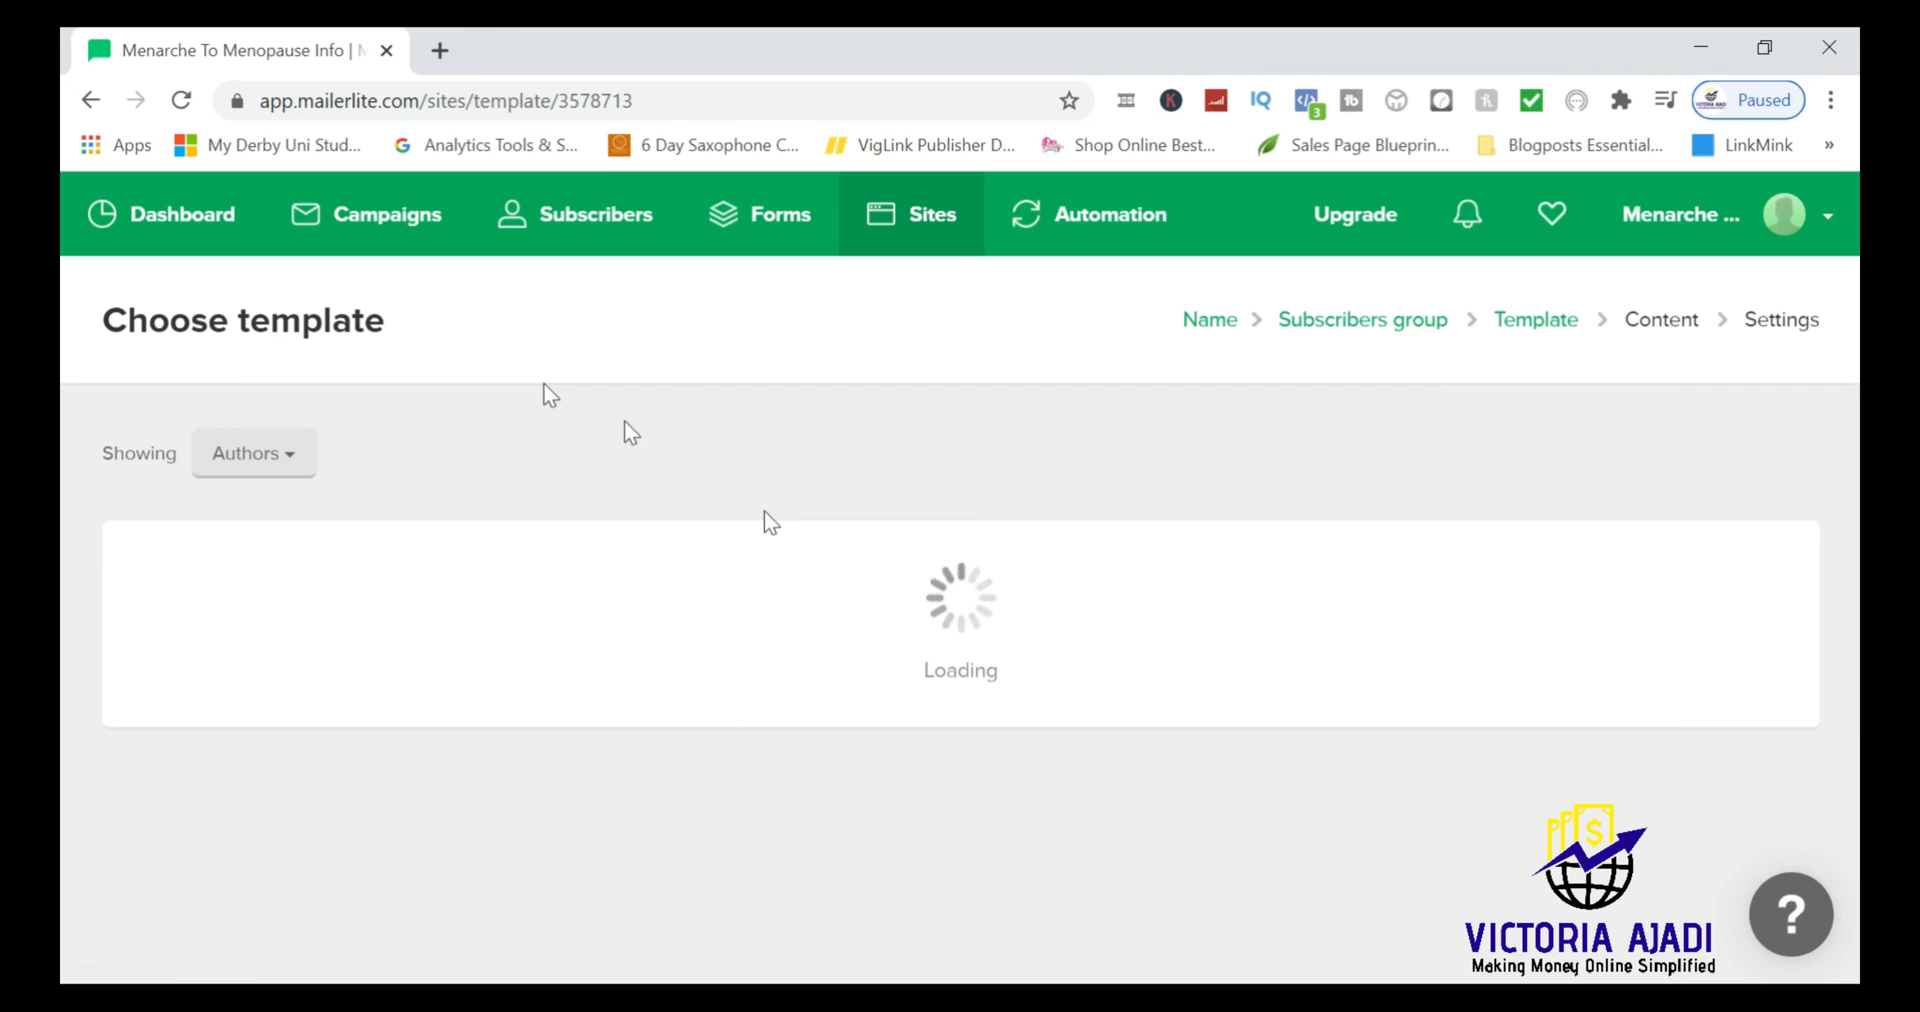 Menarche To Menopause Info | M
app.mailerlite.com/sites/template/3578713
IQ
3
Paused
Apps
My Derby Uni Stud...
Analytics Tools & S...
6 Day Saxophone C...
VigLink Publisher D...
Shop Online Best...
Sales Page Blueprin...
Blogposts Essential...
LinkMink
»
Dashboard
Campaigns
Subscribers
Forms
Sites
Automation
Upgrade
Menarche ...
Choose template
Name > Subscribers group > Template > Content > Settings
Showing
Authors
Loading
$
VICTORIA AJADI
Making Money Online Simplified
?